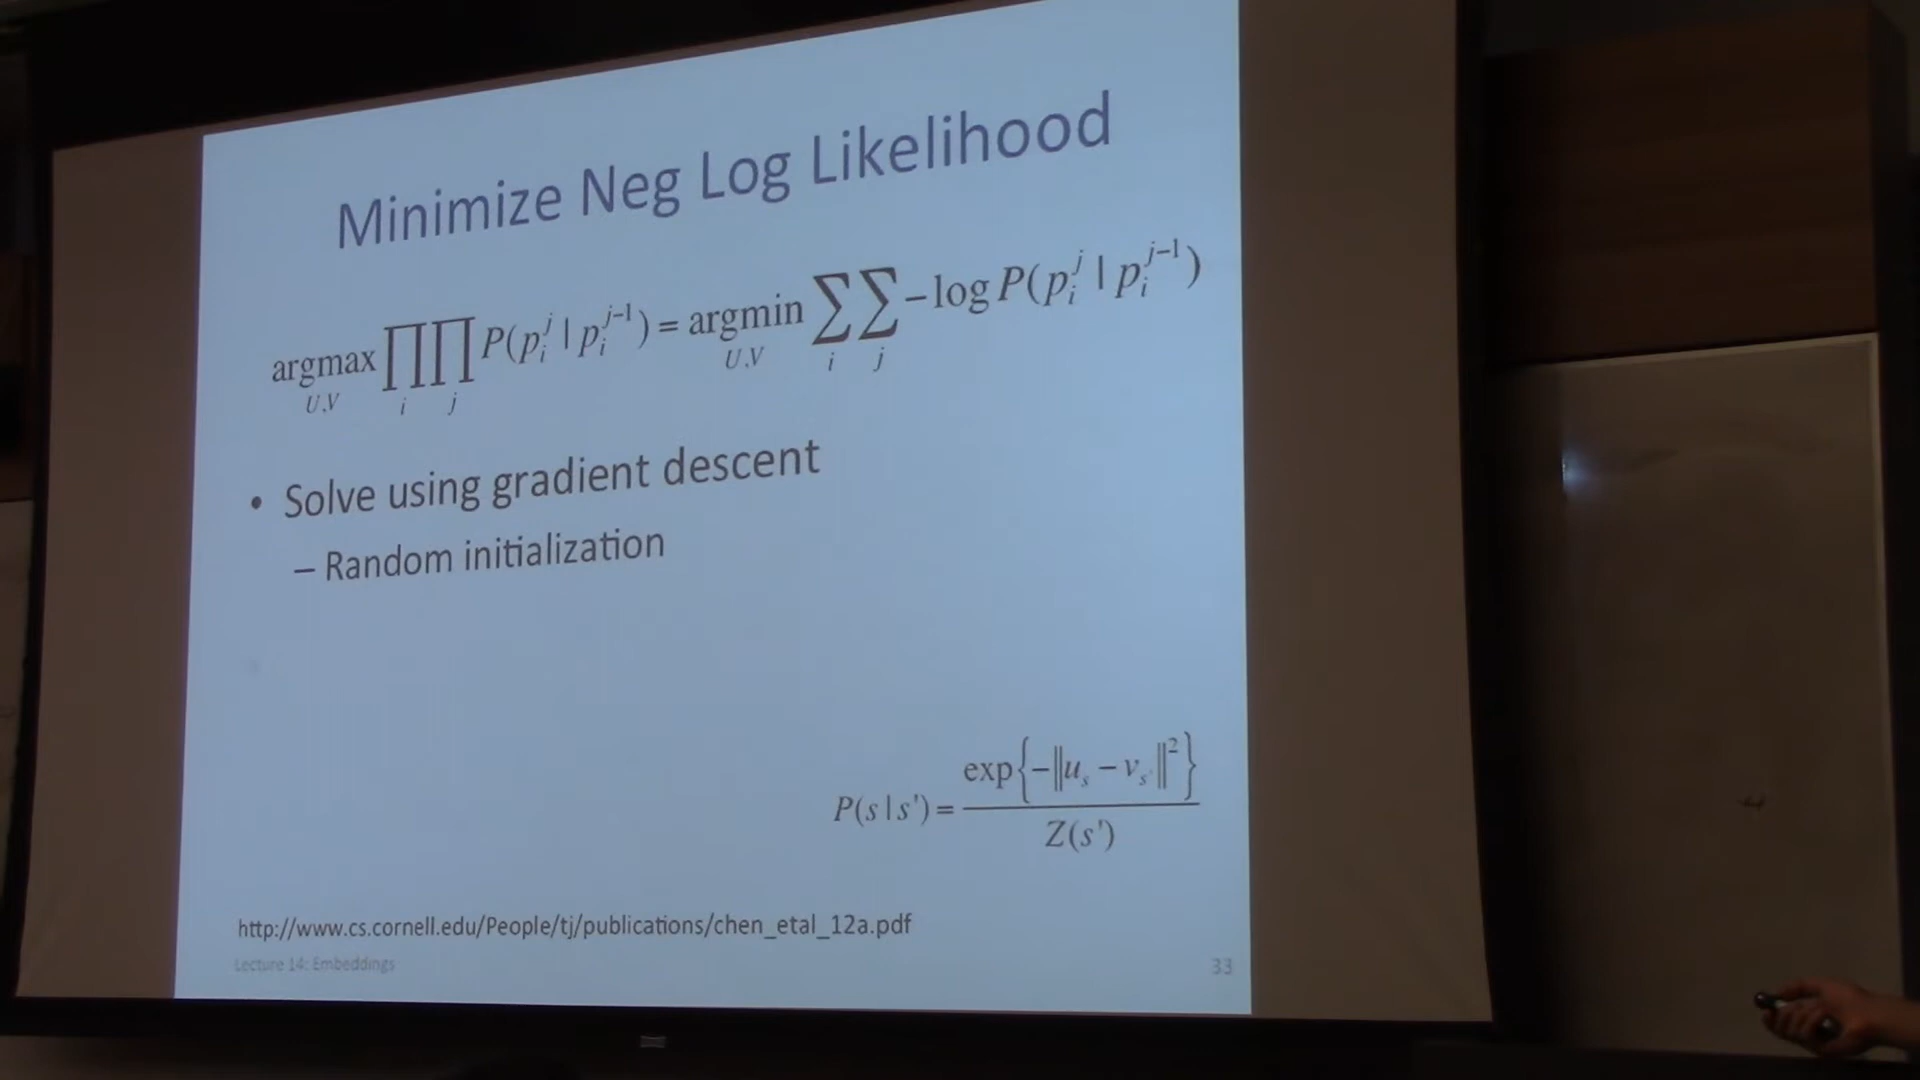 Minimize Neg Log Likelihood
argmax ∏∏ P(p_i^j | p_i^{j-1}) = argmin ∑∑ −log P(p_i^j | p_i^{j−1})
U,V i j U,V i j
• Solve using gradient descent
– Random initialization
P(s | s') = exp{−‖u_s − v_s'‖²} / Z(s')
http://www.cs.cornell.edu/People/tj/publications/chen_etal_12a.pdf
Lecture 14: Embeddings
33